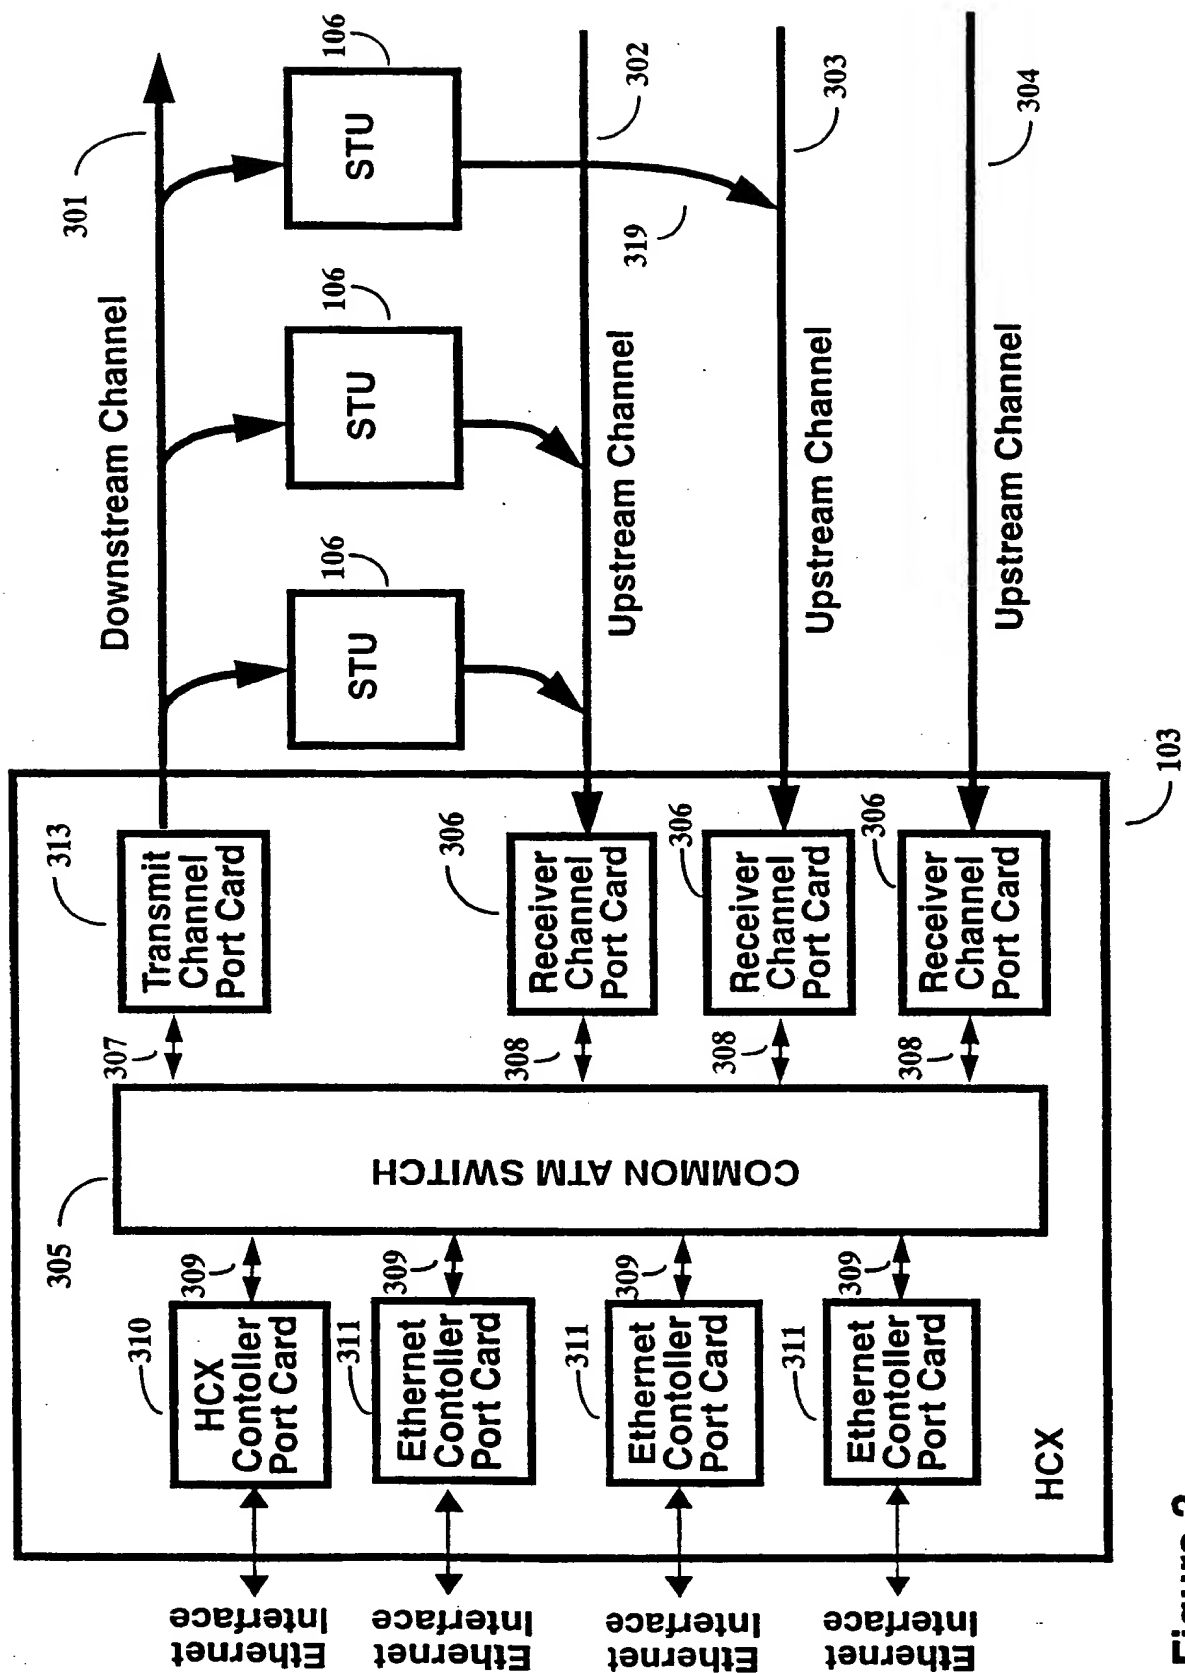 313
Transmit
Channel
Port Card
307
301
Downstream Channel
106
STU
106
STU
106
STU
305
COMMON ATM SWITCH
310
HCX
Contoller
Port Card
309
Ethernet
Interface
311
Ethernet
Contoller
Port Card
309
Ethernet
Interface
311
Ethernet
Contoller
Port Card
309
Ethernet
Interface
311
Ethernet
Contoller
Port Card
309
Ethernet
Interface
306
Receiver
Channel
Port Card
308
Upstream Channel
302
306
Receiver
Channel
Port Card
308
319
Upstream Channel
303
306
Receiver
Channel
Port Card
308
Upstream Channel
304
HCX
103
Figure